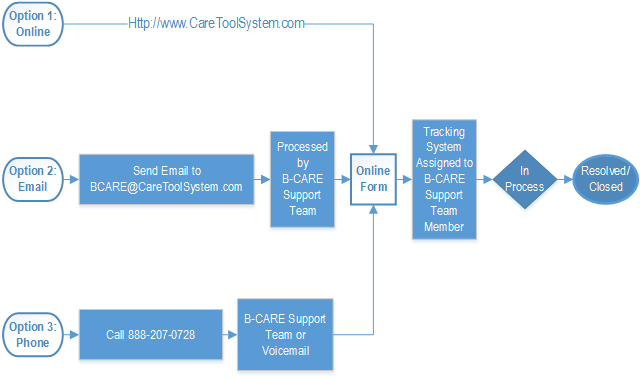 Option 1:
Online
Http://www.CareToolSystem.com
Option 2:
Email
Send Email to
BCARE@CareToolSystem.com
Processed
by
B-CARE
Support
Team
Online
Form
Tracking
System
Assigned to
B-CARE
Support
Team
Member
In
Process
Resolved/
Closed
Option 3:
Phone
Call 888-207-0728
B-CARE Support
Team or
Voicemail